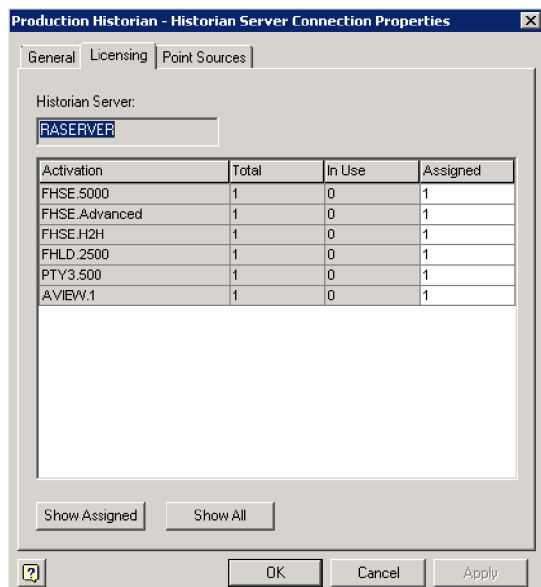 Production Historian - Historian Server Connection Properties
General Licensing Point Sources
Historian Server:
RASERVER
Activation Total In Use Assigned
FHSE.5000 1 0 1
FHSE.Advanced 1 0 1
FHSE.H2H 1 0 1
FHLD.2500 1 0 1
PTY3.500 1 0 1
AVIEW.1 1 0 1
Show Assigned Show All
OK Cancel Apply